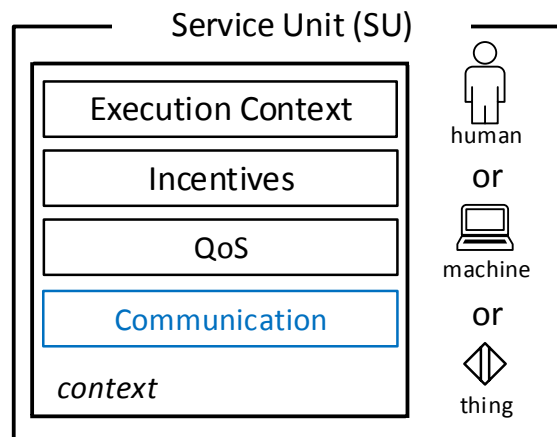 Service Unit (SU)
Execution Context
Incentives
QoS
Communication
context
human
or
machine
or
thing